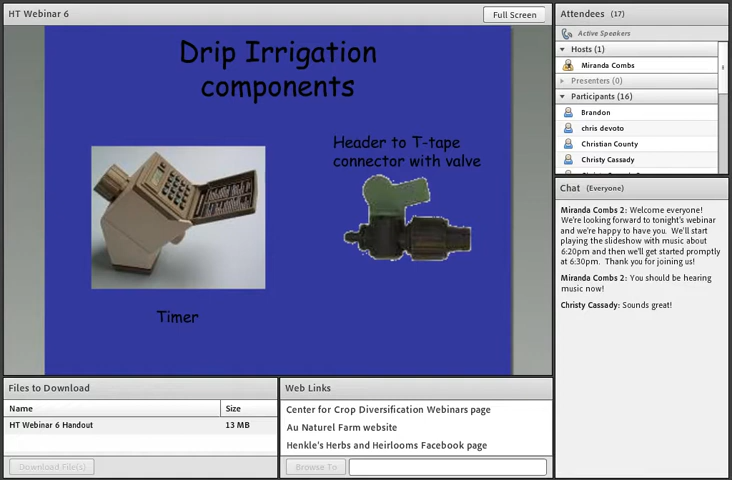 HT Webinar 6
Full Screen
Drip Irrigation
components
Header to T-tape
connector with valve
Timer
Files to Download
Name
Size
HT Webinar 6 Handout
13 MB
Download File(s)
Web Links
Center for Crop Diversification Webinars page
Au Naturel Farm website
Henkle's Herbs and Heirlooms Facebook page
Browse To
Attendees (17)
Active Speakers
Hosts (1)
Miranda Combs
Presenters (0)
Participants (16)
Brandon
chris devoto
Christian County
Christy Cassady
Chat (Everyone)
Miranda Combs 2: Welcome everyone!
We're looking forward to tonight's webinar
and we're happy to have you. We'll start
playing the slideshow with music about
6:20pm and then we'll get started promptly
at 6:30pm. Thank you for joining us!
Miranda Combs 2: You should be hearing
music now!
Christy Cassady: Sounds great!